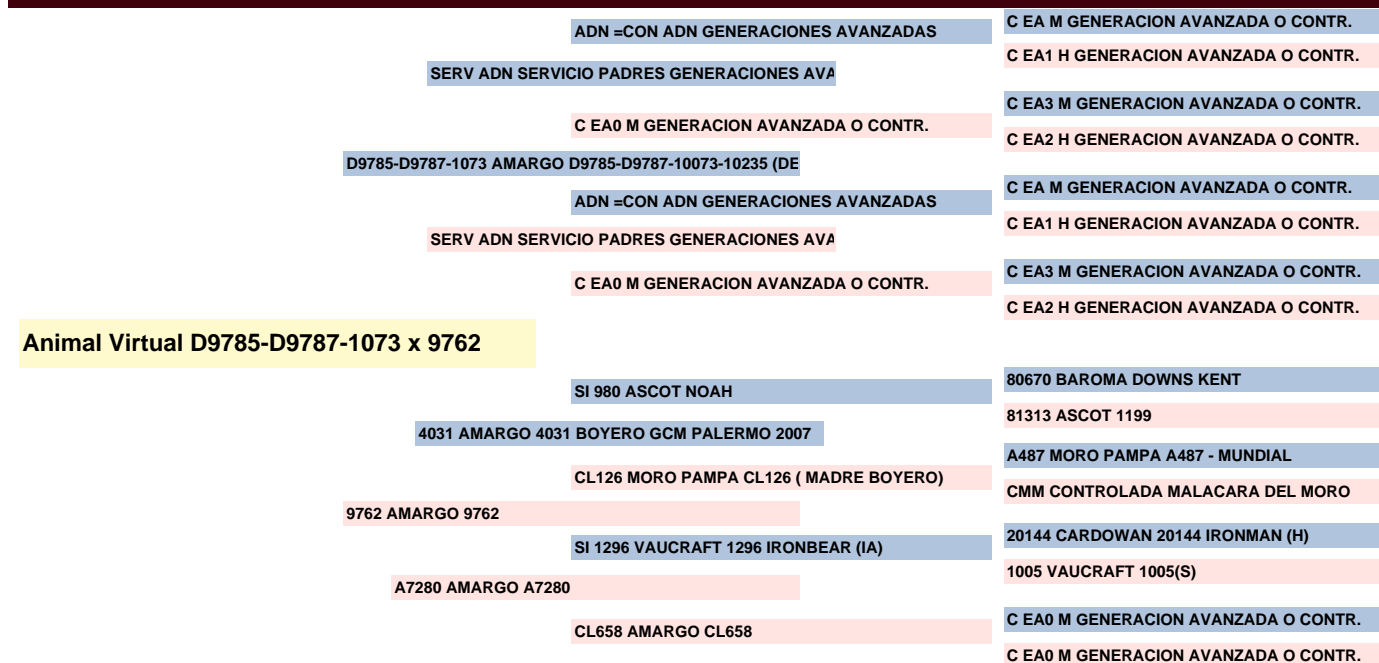 C EA M GENERACION AVANZADA O CONTR.
ADN =CON ADN GENERACIONES AVANZADAS
C EA1 H GENERACION AVANZADA O CONTR.
SERV ADN SERVICIO PADRES GENERACIONES AVA
C EA3 M GENERACION AVANZADA O CONTR.
C EA0 M GENERACION AVANZADA O CONTR.
C EA2 H GENERACION AVANZADA O CONTR.
D9785-D9787-1073 AMARGO D9785-D9787-10073-10235 (DE
C EA M GENERACION AVANZADA O CONTR.
ADN =CON ADN GENERACIONES AVANZADAS
C EA1 H GENERACION AVANZADA O CONTR.
SERV ADN SERVICIO PADRES GENERACIONES AVA
C EA3 M GENERACION AVANZADA O CONTR.
C EA0 M GENERACION AVANZADA O CONTR.
C EA2 H GENERACION AVANZADA O CONTR.
Animal Virtual D9785-D9787-1073 x 9762
80670 BAROMA DOWNS KENT
SI 980 ASCOT NOAH
81313 ASCOT 1199
4031 AMARGO 4031 BOYERO GCM PALERMO 2007
A487 MORO PAMPA A487 - MUNDIAL
CL126 MORO PAMPA CL126 ( MADRE BOYERO)
CMM CONTROLADA MALACARA DEL MORO
9762 AMARGO 9762
20144 CARDOWAN 20144 IRONMAN (H)
SI 1296 VAUCRAFT 1296 IRONBEAR (IA)
1005 VAUCRAFT 1005(S)
A7280 AMARGO A7280
C EA0 M GENERACION AVANZADA O CONTR.
CL658 AMARGO CL658
C EA0 M GENERACION AVANZADA O CONTR.